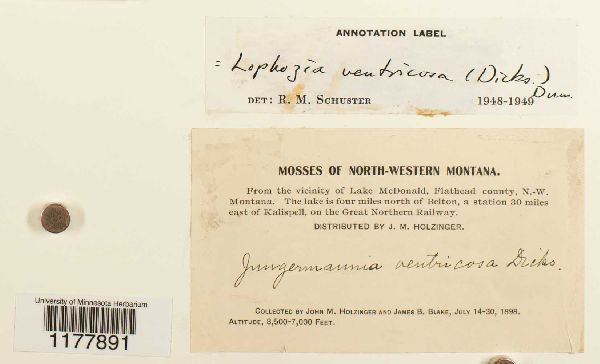 ANNOTATION LABEL
= Lophozia ventricosa (Dicks.) Dum.
DET: R. M. SCHUSTER 1948-1949
MOSSES OF NORTH-WESTERN MONTANA.
From the vicinity of Lake McDonald, Flathead county, N.-W.
Montana. The lake is four miles north of Belton, a station 30 miles
east of Kalispell, on the Great Northern Railway.
DISTRIBUTED BY J. M. HOLZINGER.
Jungermannia ventricosa Dicks.
COLLECTED BY JOHN M. HOLZINGER AND JAMES B. BLAKE, JULY 14-30, 1898.
ALTITUDE, 3,500-7,000 FEET.
University of Minnesota Herbarium
1177891